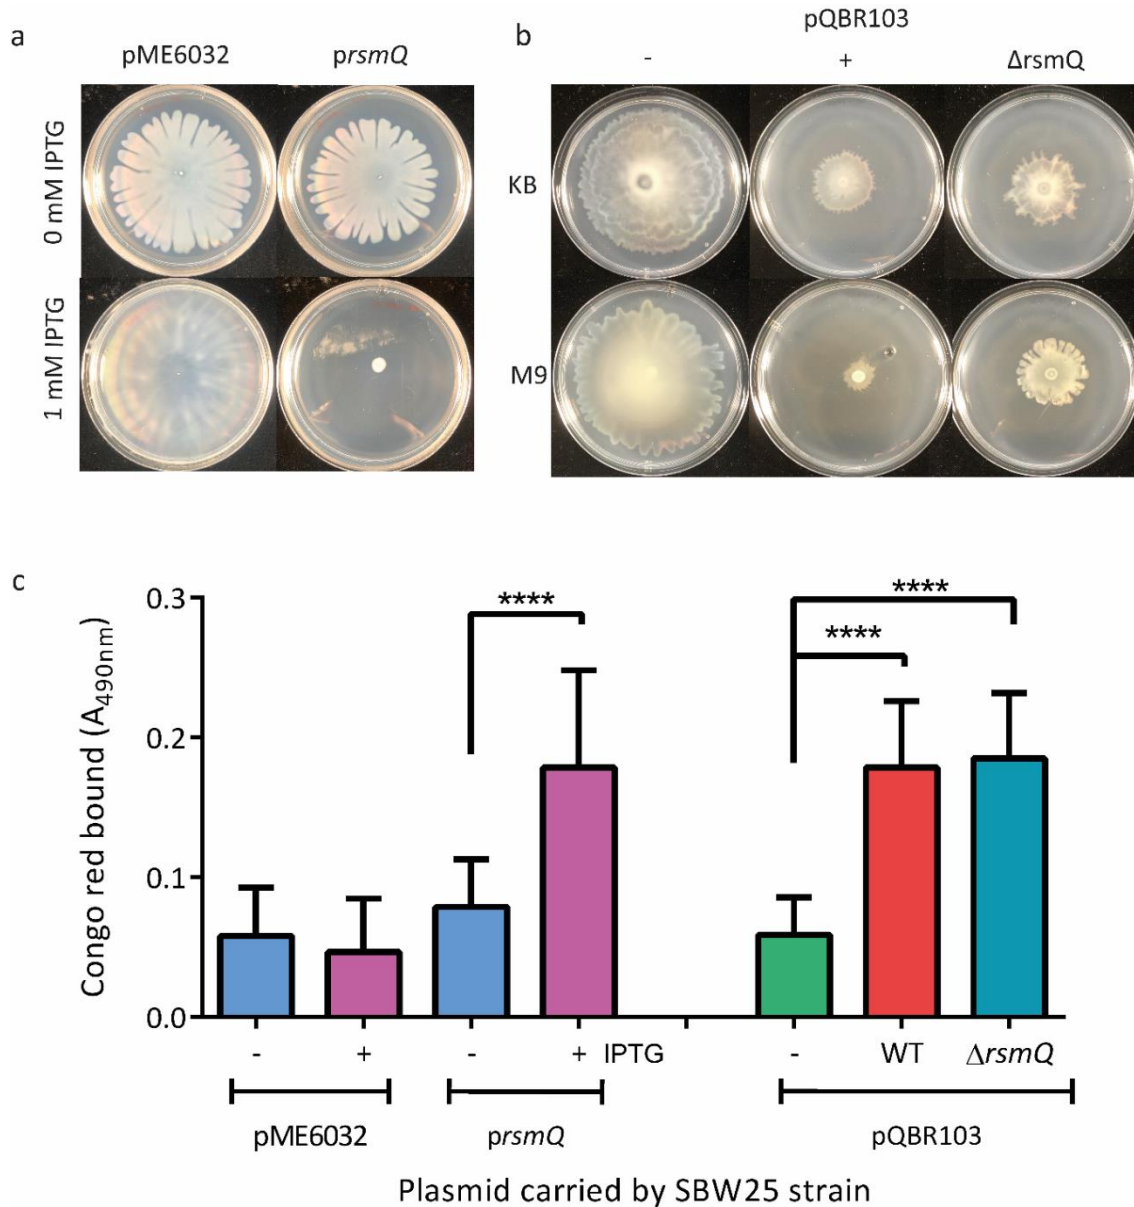 a
pME6032 prsmQ
0 mM IPTG
1 mM IPTG
b
pQBR103
- + ΔrsmQ
KB
M9
c
Congo red bound (A490nm)
0.3
0.2
0.1
0.0
****
****
****
- + - + IPTG - WT ΔrsmQ
pME6032 prsmQ pQBR103
Plasmid carried by SBW25 strain